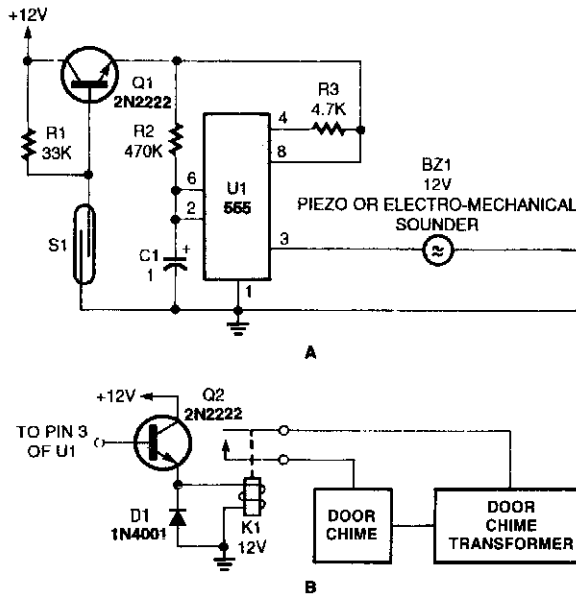 +12V
Q1
2N2222
R1
33K
R2
470K
R3
4.7K
4
8
6
2
U1
555
3
1
BZ1
12V
PIEZO OR ELECTRO-MECHANICAL
SOUNDER
S1
C1
1
+
A
+12V
Q2
2N2222
TO PIN 3
OF U1
D1
1N4001
K1
12V
DOOR
CHIME
DOOR
CHIME
TRANSFORMER
B